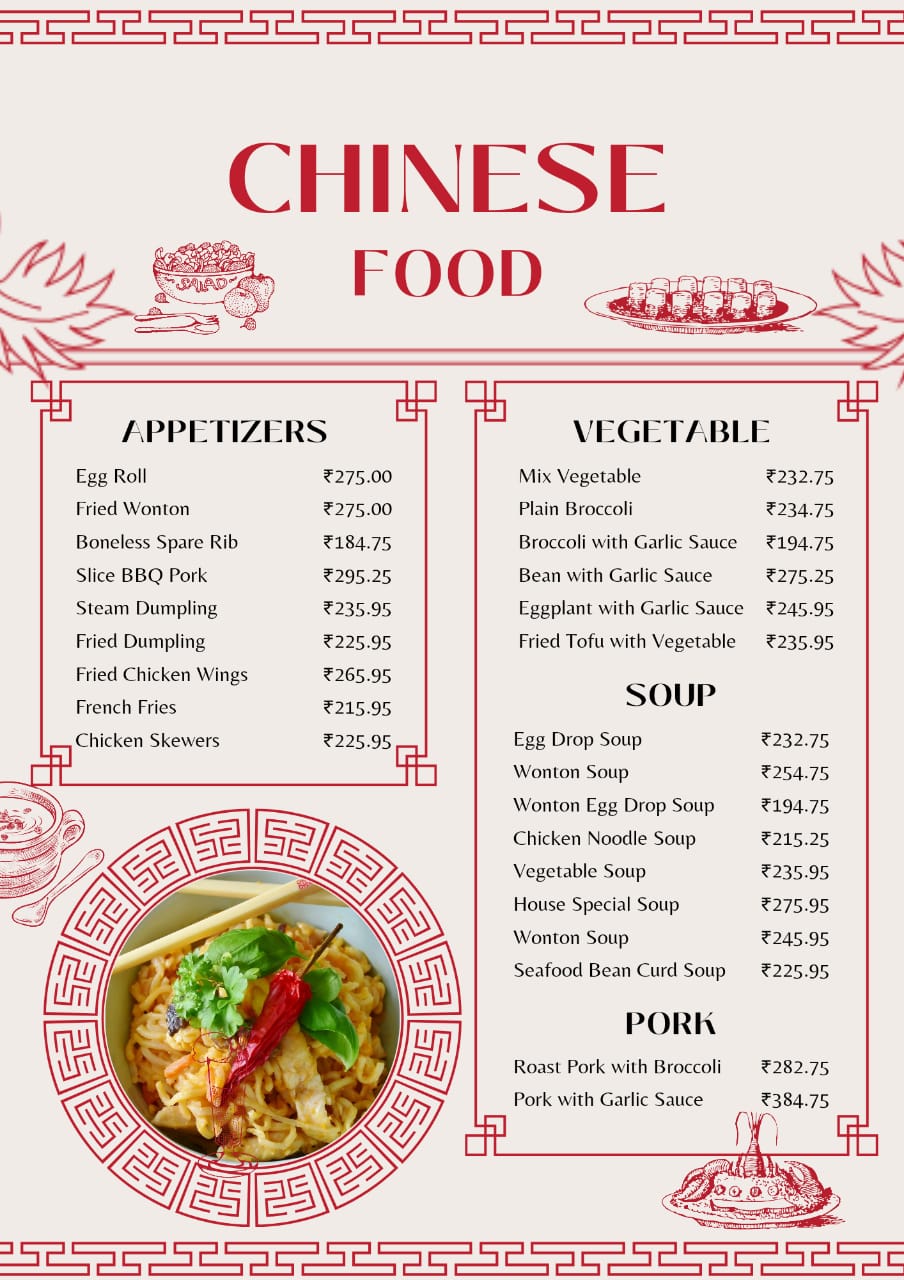 CHINESE
FOOD
SALAD
APPETIZERS
Egg Roll ₹275.00
Fried Wonton ₹275.00
Boneless Spare Rib ₹184.75
Slice BBQ Pork ₹295.25
Steam Dumpling ₹235.95
Fried Dumpling ₹225.95
Fried Chicken Wings ₹265.95
French Fries ₹215.95
Chicken Skewers ₹225.95
VEGETABLE
Mix Vegetable ₹232.75
Plain Broccoli ₹234.75
Broccoli with Garlic Sauce ₹194.75
Bean with Garlic Sauce ₹275.25
Eggplant with Garlic Sauce ₹245.95
Fried Tofu with Vegetable ₹235.95
SOUP
Egg Drop Soup ₹232.75
Wonton Soup ₹254.75
Wonton Egg Drop Soup ₹194.75
Chicken Noodle Soup ₹215.25
Vegetable Soup ₹235.95
House Special Soup ₹275.95
Wonton Soup ₹245.95
Seafood Bean Curd Soup ₹225.95
PORK
Roast Pork with Broccoli ₹282.75
Pork with Garlic Sauce ₹384.75